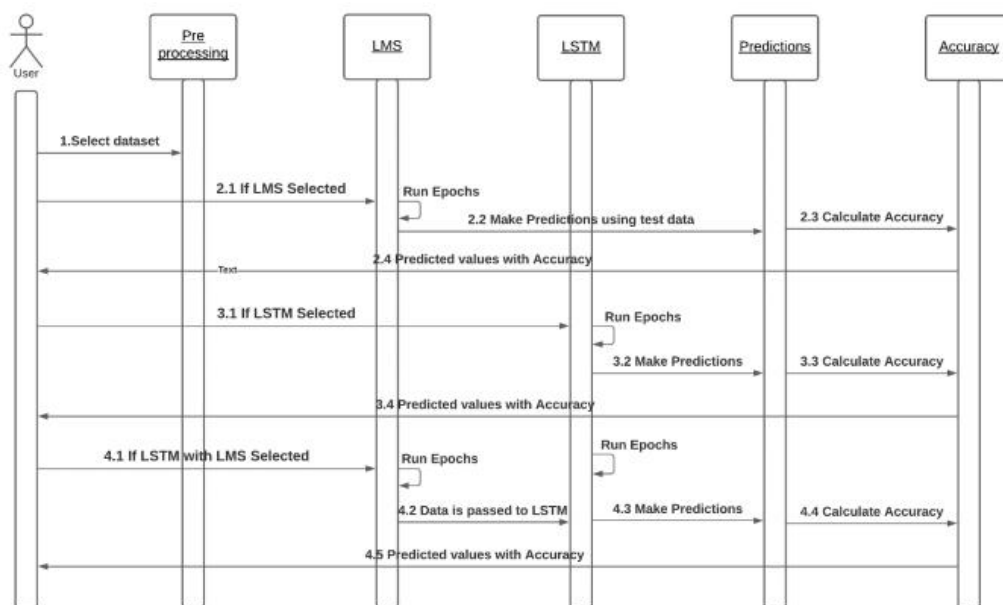 User
Pre
processing
LMS
LSTM
Predictions
Accuracy
1.Select dataset
2.1 If LMS Selected
Run Epochs
2.2 Make Predictions using test data
2.3 Calculate Accuracy
2.4 Predicted values with Accuracy
Text
3.1 If LSTM Selected
Run Epochs
3.2 Make Predictions
3.3 Calculate Accuracy
3.4 Predicted values with Accuracy
4.1 If LSTM with LMS Selected
Run Epochs
Run Epochs
4.2 Data is passed to LSTM
4.3 Make Predictions
4.4 Calculate Accuracy
4.5 Predicted values with Accuracy